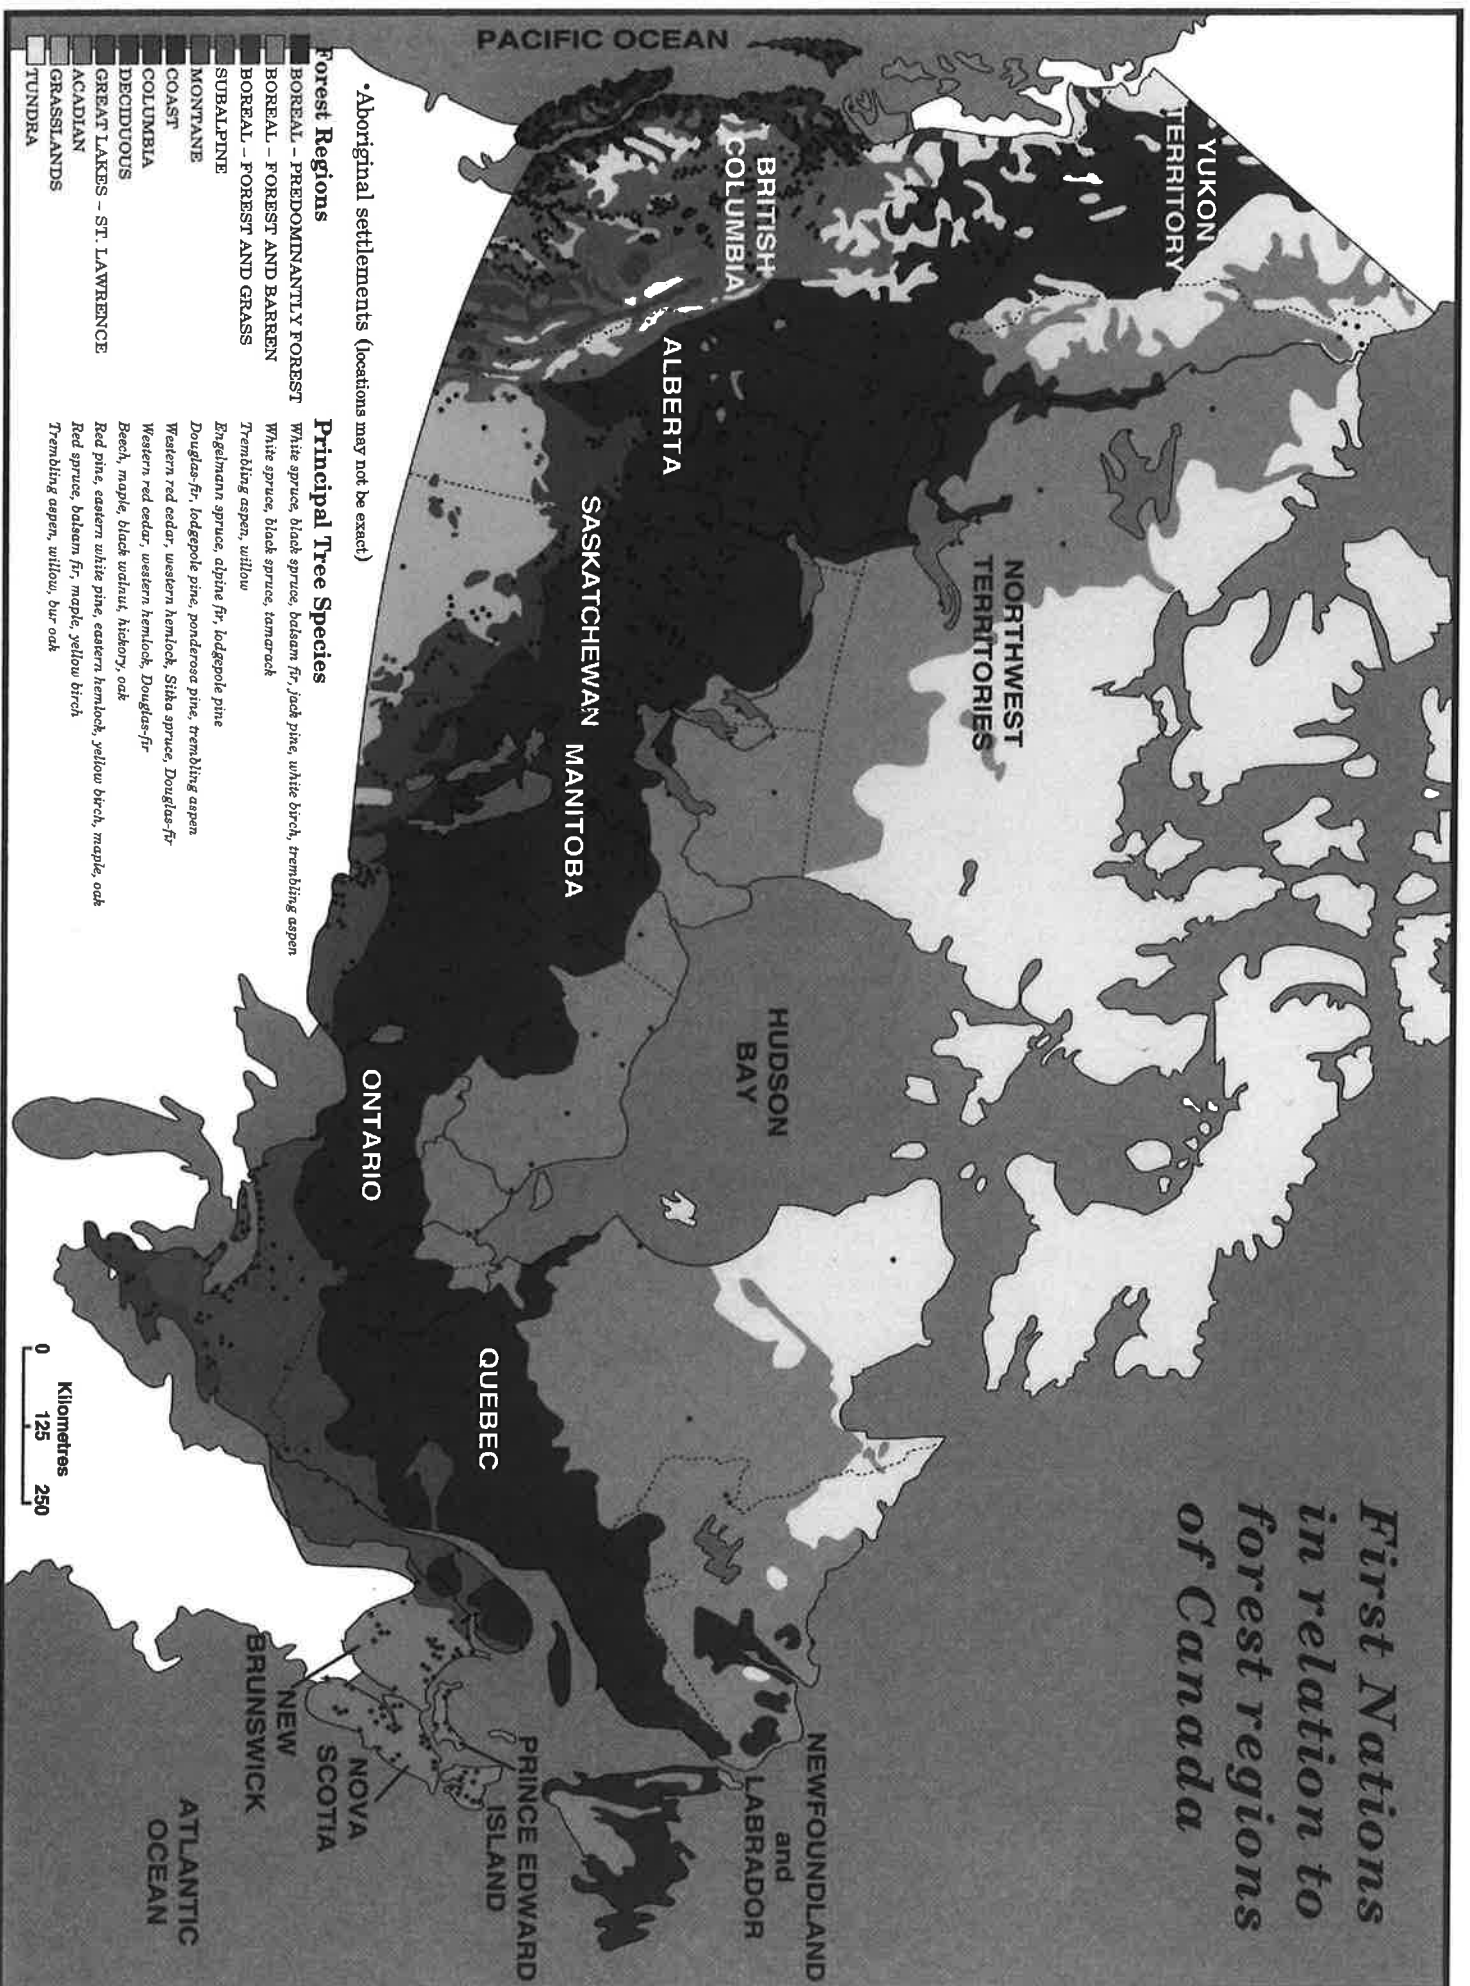 First Nations
in relation to
forest regions
of Canada
YUKON
TERRITORY
NORTHWEST
TERRITORIES
PACIFIC OCEAN
BRITISH
COLUMBIA
ALBERTA
SASKATCHEWAN
MANITOBA
HUDSON
BAY
ONTARIO
QUEBEC
NEWFOUNDLAND
and
LABRADOR
PRINCE EDWARD
ISLAND
NOVA
SCOTIA
NEW
BRUNSWICK
ATLANTIC
OCEAN
•Aboriginal settlements (locations may not be exact)
Forest Regions Principal Tree Species
BOREAL – PREDOMINANTLY FOREST White spruce, black spruce, balsam fir, jack pine, white birch, trembling aspen
BOREAL – FOREST AND BARREN White spruce, black spruce, tamarack
BOREAL – FOREST AND GRASS Trembling aspen, willow
SUBALPINE Engelmann spruce, alpine fir, lodgepole pine
MONTANE Douglas-fir, lodgepole pine, ponderosa pine, trembling aspen
COAST Western red cedar, western hemlock, Sitka spruce, Douglas-fir
COLUMBIA Western red cedar, western hemlock, Douglas-fir
DECIDUOUS Beech, maple, black walnut, hickory, oak
GREAT LAKES – ST. LAWRENCE Red pine, eastern white pine, eastern hemlock, yellow birch, maple, oak
ACADIAN Red spruce, balsam fir, maple, yellow birch
GRASSLANDS Trembling aspen, willow, bur oak
TUNDRA
Kilometres
0 125 250